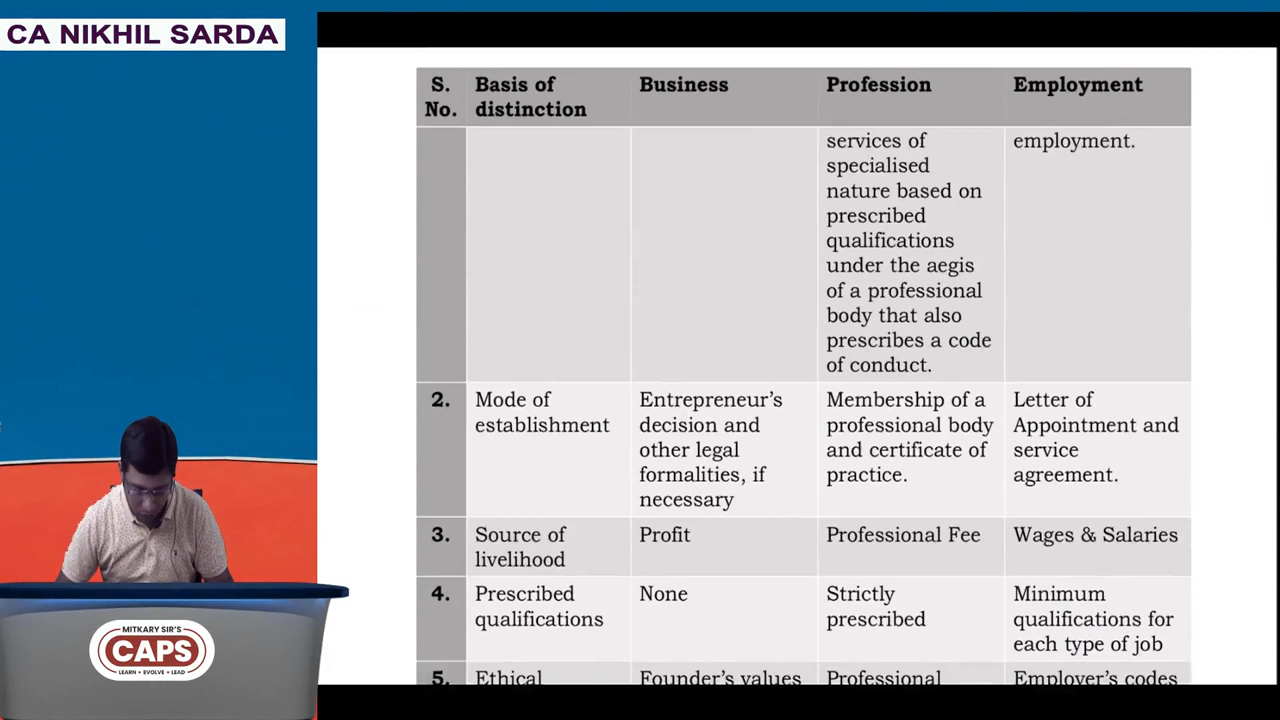 CA NIKHIL SARDA
S. No. Basis of distinction Business Profession Employment
services of
specialised
nature based on
prescribed
qualifications
under the aegis
of a professional
body that also
prescribes a code
of conduct.
employment.
2. Mode of establishment
Entrepreneur's
decision and
other legal
formalities, if
necessary
Membership of a
professional body
and certificate of
practice.
Letter of
Appointment and
service
agreement.
3. Source of livelihood
Profit
Professional Fee
Wages & Salaries
4. Prescribed qualifications
None
Strictly
prescribed
Minimum
qualifications for
each type of job
5. Ethical
Founder's values
Professional
Employer's codes
MITKARY SIR'S
CAPS
LEARN • EVOLVE • LEAD